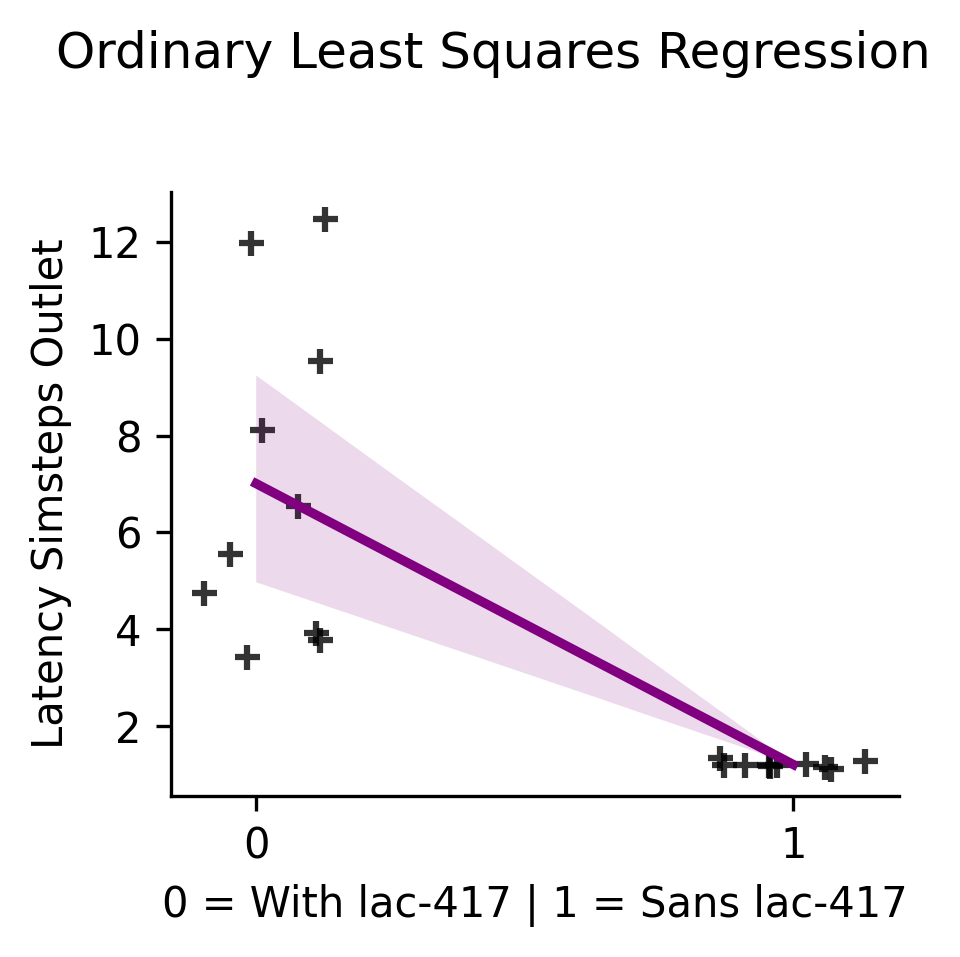 Ordinary Least Squares Regression
Latency Simsteps Outlet
12
10
8
6
4
2
0
1
0 = With lac-417 | 1 = Sans lac-417